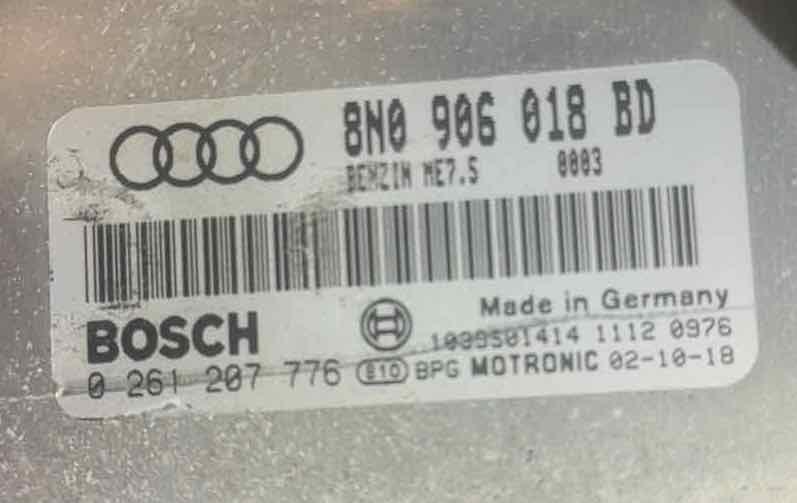 8N0 906 018 BD
BENZIN ME7.5 0003
BOSCH
Made in Germany
1039S01414 1112 0976
0 261 207 776 e10 BPG MOTRONIC 02-10-18